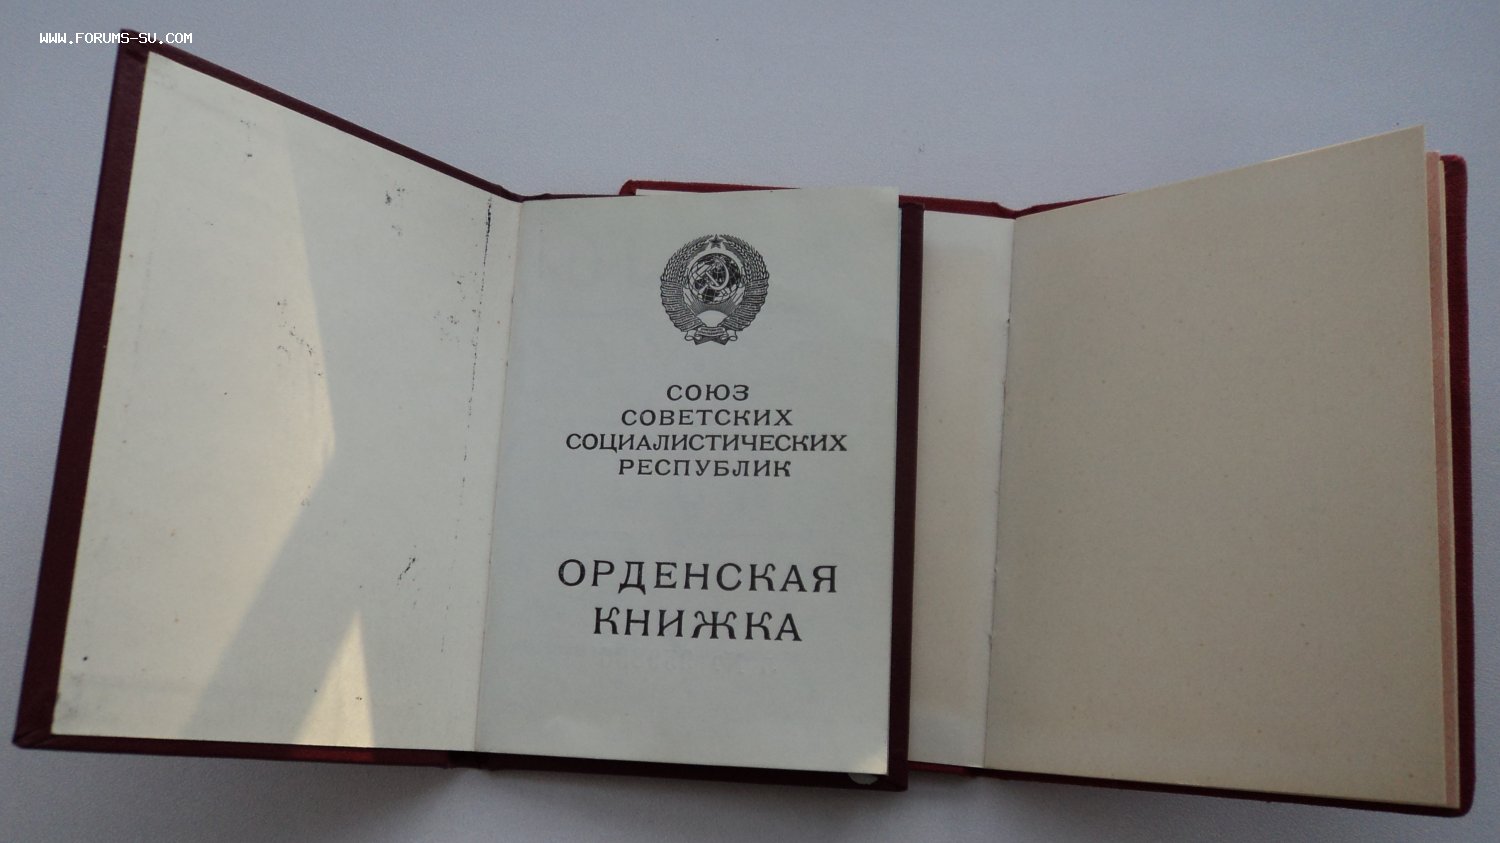 www.forums-su.com
СОЮЗ
СОВЕТСКИХ
СОЦИАЛИСТИЧЕСКИХ
РЕСПУБЛИК
ОРДЕНСКАЯ
КНИЖКА